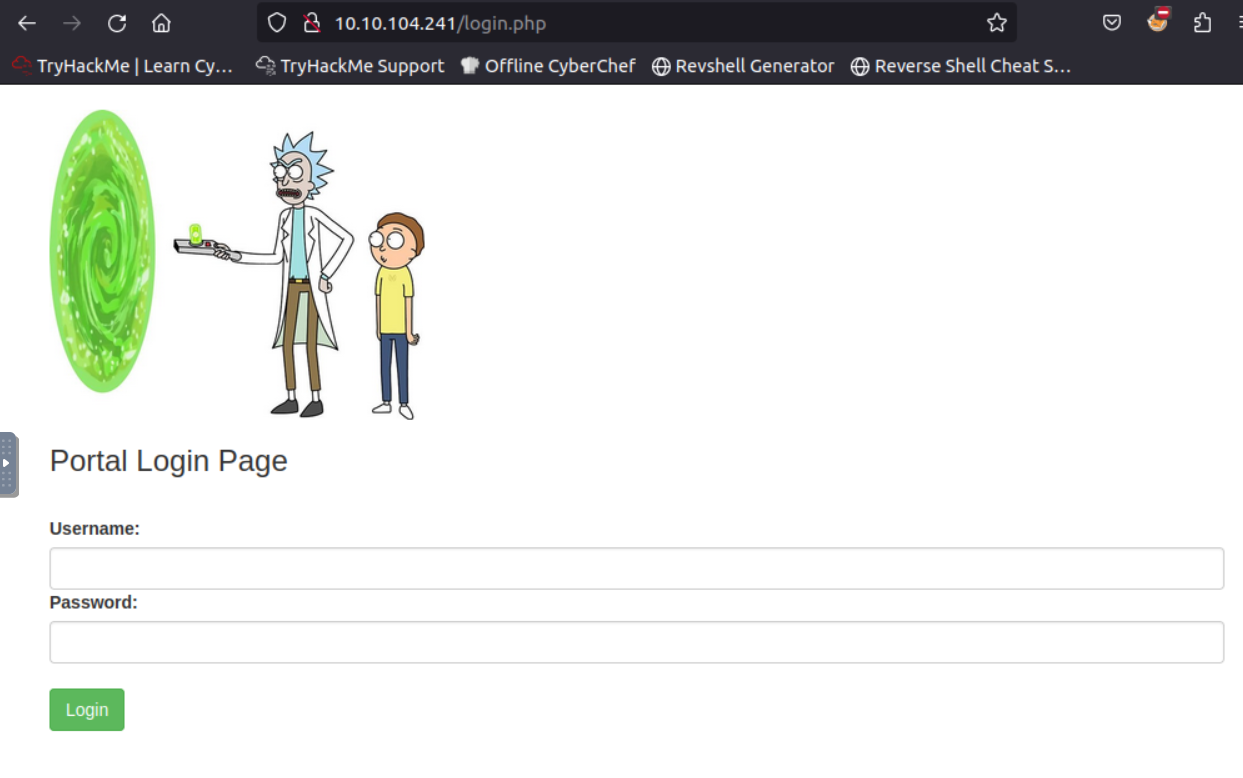 10.10.104.241/login.php
TryHackMe | Learn Cy... TryHackMe Support Offline CyberChef Revshell Generator Reverse Shell Cheat S...
Portal Login Page
Username:
Password:
Login